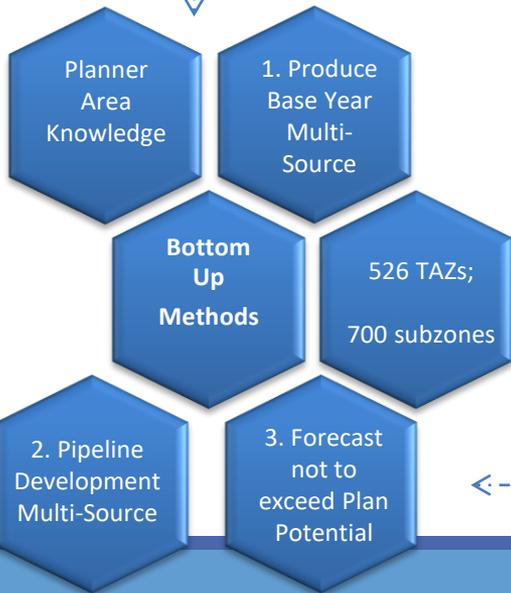 Planner
Area
Knowledge
1. Produce
Base Year
Multi-
Source
Bottom
Up
Methods
526 TAZs;
700 subzones
2. Pipeline
Development
Multi-Source
3. Forecast
not to
exceed Plan
Potential